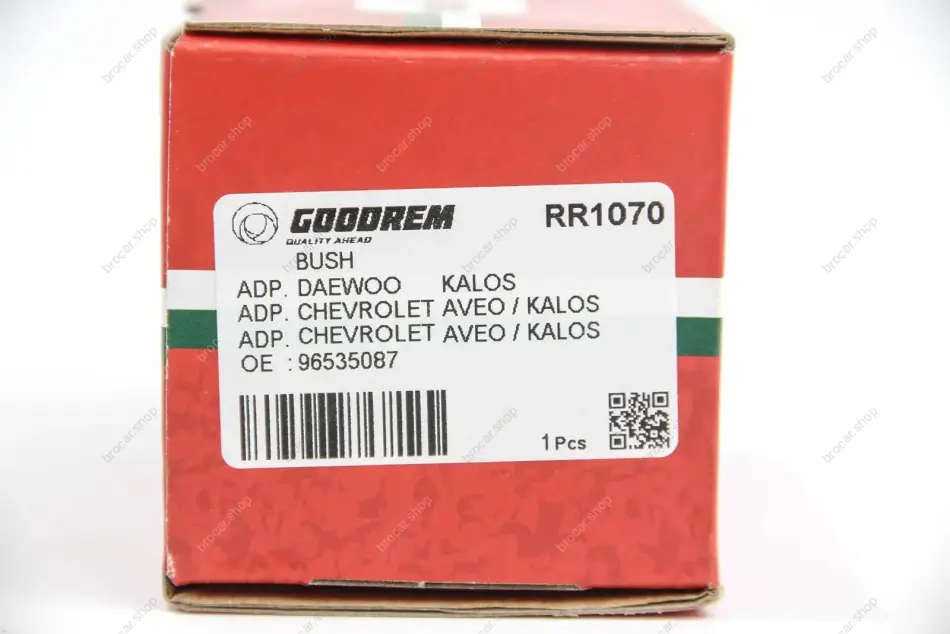 GOODREM
RR1070
QUALITY AHEAD
BUSH
ADP. DAEWOO KALOS
ADP. CHEVROLET AVEO / KALOS
ADP. CHEVROLET AVEO / KALOS
OE : 96535087
1 Pcs
brocar.shop